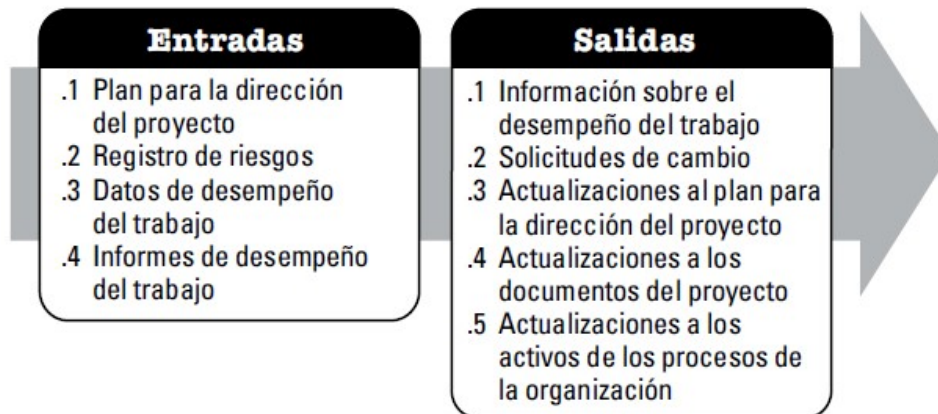 Entradas
.1 Plan para la dirección
del proyecto
.2 Registro de riesgos
.3 Datos de desempeño
del trabajo
.4 Informes de desempeño
del trabajo
Salidas
.1 Información sobre el
desempeño del trabajo
.2 Solicitudes de cambio
.3 Actualizaciones al plan para
la dirección del proyecto
.4 Actualizaciones a los
documentos del proyecto
.5 Actualizaciones a los
activos de los procesos de
la organización